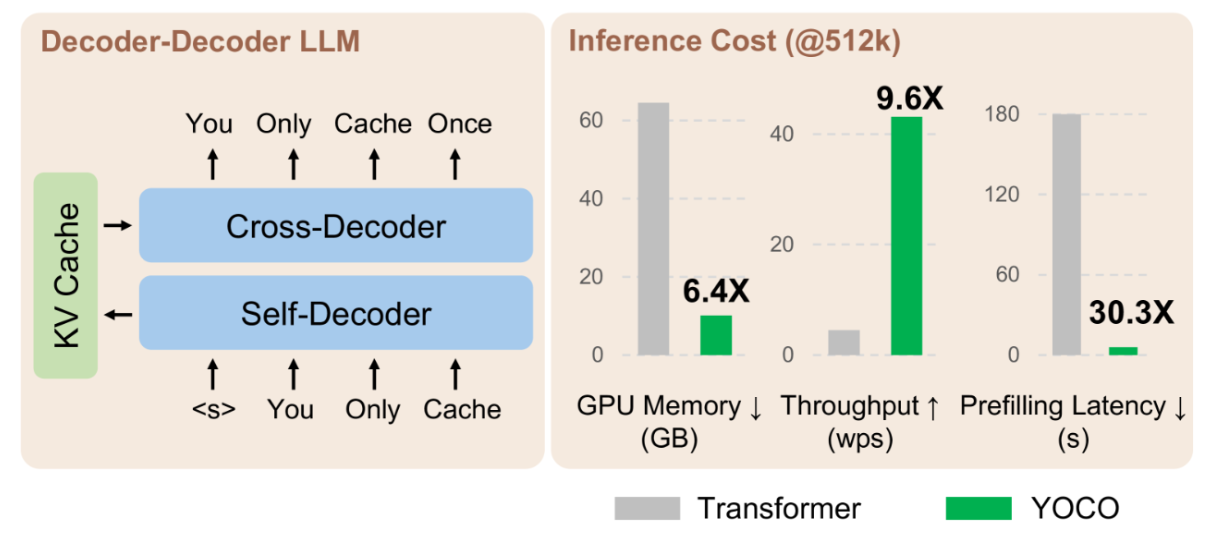 Decoder-Decoder LLM
You Only Cache Once
KV Cache
Cross-Decoder
Self-Decoder
<s> You Only Cache
Inference Cost (@512k)
60
40
20
0
6.4X
GPU Memory ↓
(GB)
40
20
0
9.6X
Throughput ↑
(wps)
180
120
60
0
30.3X
Prefilling Latency ↓
(s)
Transformer
YOCO